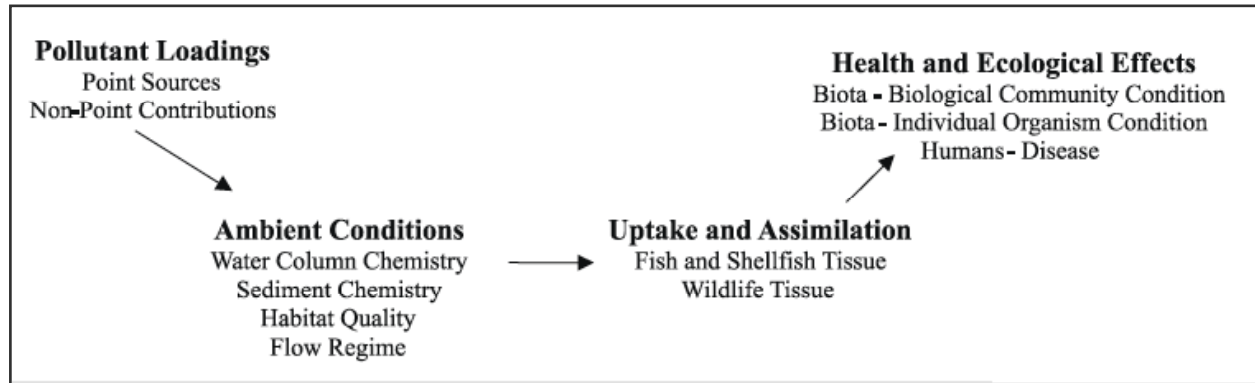 Pollutant Loadings
Point Sources
Non-Point Contributions
Ambient Conditions
Water Column Chemistry
Sediment Chemistry
Habitat Quality
Flow Regime
Uptake and Assimilation
Fish and Shellfish Tissue
Wildlife Tissue
Health and Ecological Effects
Biota - Biological Community Condition
Biota - Individual Organism Condition
Humans - Disease